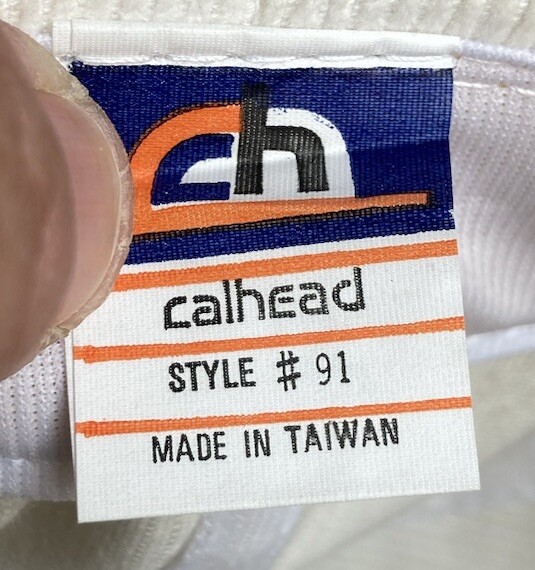 ch
calhead
STYLE # 91
MADE IN TAIWAN